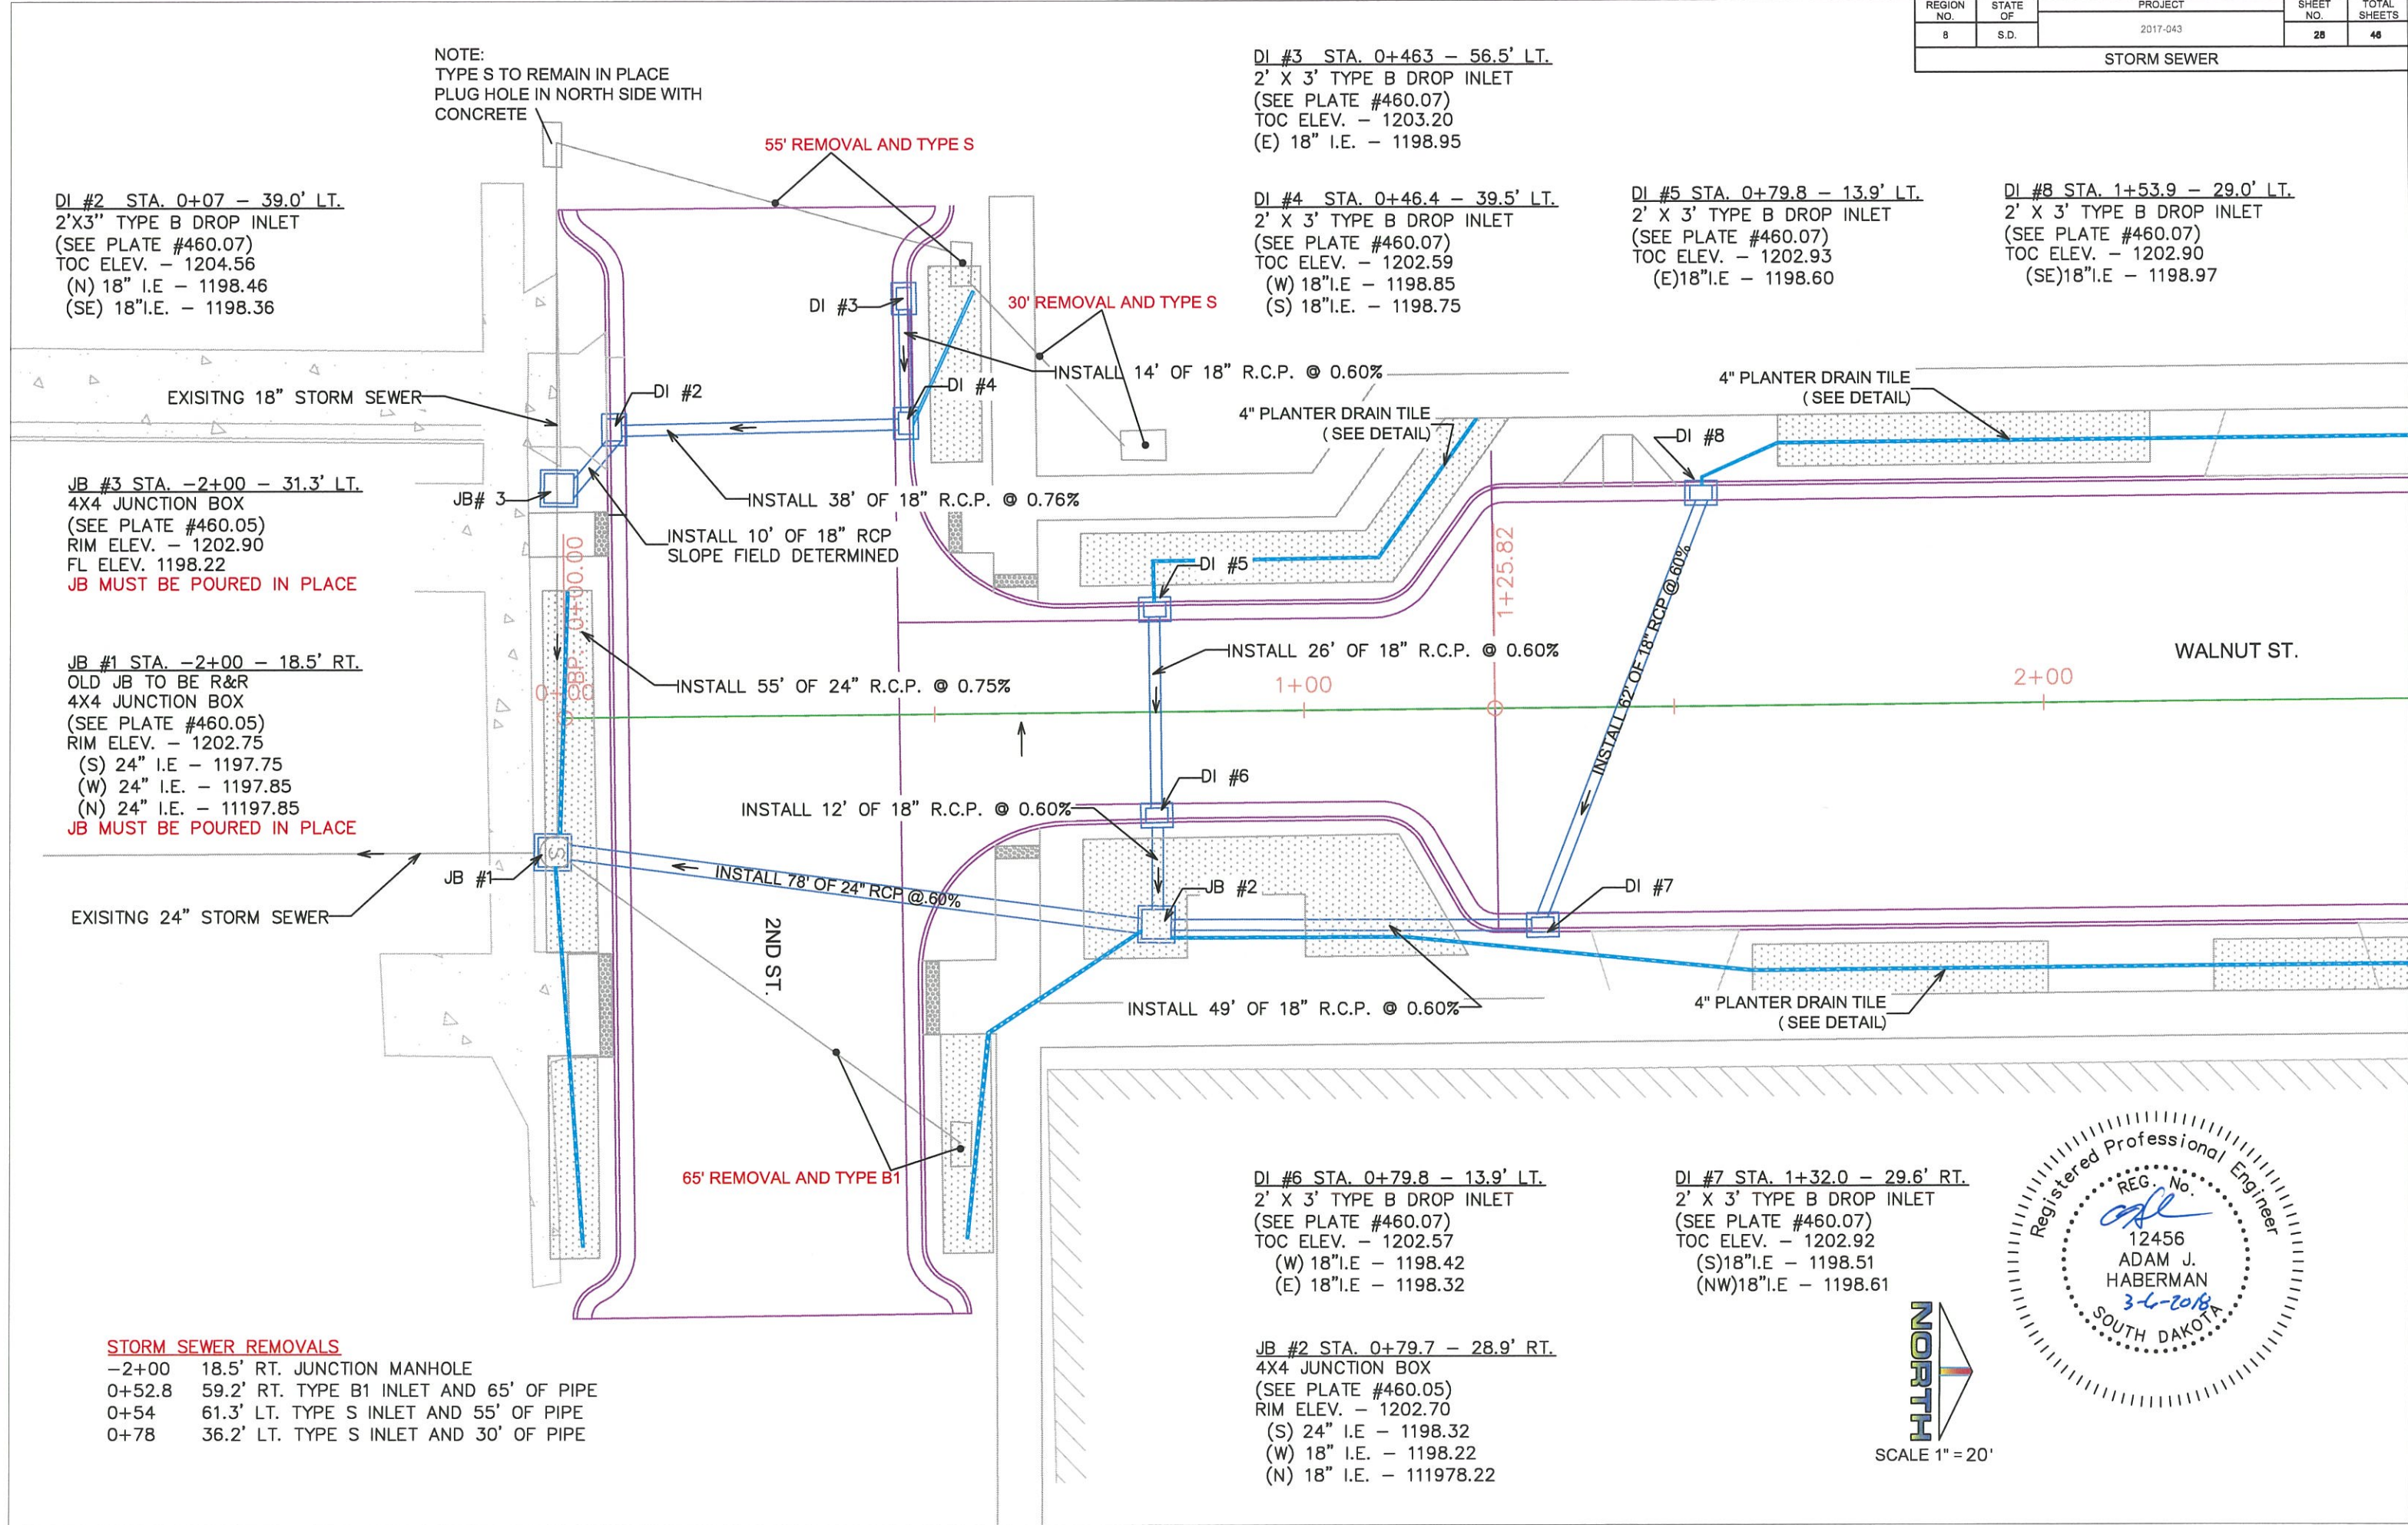 REGION NO.
STATE OF
PROJECT
SHEET NO.
TOTAL SHEETS
8
S.D.
2017-043
28
46
STORM SEWER
NOTE:
TYPE S TO REMAIN IN PLACE
PLUG HOLE IN NORTH SIDE WITH
CONCRETE
55' REMOVAL AND TYPE S
DI #3 STA. 0+463 – 56.5' LT.
2' X 3' TYPE B DROP INLET
(SEE PLATE #460.07)
TOC ELEV. – 1203.20
(E) 18" I.E. – 1198.95
DI #2 STA. 0+07 – 39.0' LT.
2'X3" TYPE B DROP INLET
(SEE PLATE #460.07)
TOC ELEV. – 1204.56
(N) 18" I.E – 1198.46
(SE) 18"I.E. – 1198.36
DI #4 STA. 0+46.4 – 39.5' LT.
2' X 3' TYPE B DROP INLET
(SEE PLATE #460.07)
TOC ELEV. – 1202.59
(W) 18"I.E – 1198.85
(S) 18"I.E. – 1198.75
DI #5 STA. 0+79.8 – 13.9' LT.
2' X 3' TYPE B DROP INLET
(SEE PLATE #460.07)
TOC ELEV. – 1202.93
(E)18"I.E – 1198.60
DI #8 STA. 1+53.9 – 29.0' LT.
2' X 3' TYPE B DROP INLET
(SEE PLATE #460.07)
TOC ELEV. – 1202.90
(SE)18"I.E – 1198.97
DI #3
30' REMOVAL AND TYPE S
INSTALL 14' OF 18" R.C.P. @ 0.60%
EXISITNG 18" STORM SEWER
DI #2
DI #4
4" PLANTER DRAIN TILE
( SEE DETAIL)
4" PLANTER DRAIN TILE
( SEE DETAIL)
DI #8
JB #3 STA. –2+00 – 31.3' LT.
4X4 JUNCTION BOX
(SEE PLATE #460.05)
RIM ELEV. – 1202.90
FL ELEV. 1198.22
JB MUST BE POURED IN PLACE
JB# 3
INSTALL 38' OF 18" R.C.P. @ 0.76%
INSTALL 10' OF 18" RCP
SLOPE FIELD DETERMINED
DI #5
1+25.82
INSTALL 62' OF 18" RCP @.60%
BP 0+00.00
0+00
JB #1 STA. –2+00 – 18.5' RT.
OLD JB TO BE R&R
4X4 JUNCTION BOX
(SEE PLATE #460.05)
RIM ELEV. – 1202.75
(S) 24" I.E – 1197.75
(W) 24" I.E. – 1197.85
(N) 24" I.E. – 11197.85
JB MUST BE POURED IN PLACE
INSTALL 26' OF 18" R.C.P. @ 0.60%
WALNUT ST.
INSTALL 55' OF 24" R.C.P. @ 0.75%
1+00
2+00
DI #6
INSTALL 12' OF 18" R.C.P. @ 0.60%
S
JB #1
INSTALL 78' OF 24" RCP @.60%
JB #2
DI #7
EXISITNG 24" STORM SEWER
2ND ST.
INSTALL 49' OF 18" R.C.P. @ 0.60%
4" PLANTER DRAIN TILE
( SEE DETAIL)
65' REMOVAL AND TYPE B1
DI #6 STA. 0+79.8 – 13.9' LT.
2' X 3' TYPE B DROP INLET
(SEE PLATE #460.07)
TOC ELEV. – 1202.57
(W) 18"I.E – 1198.42
(E) 18"I.E – 1198.32
DI #7 STA. 1+32.0 – 29.6' RT.
2' X 3' TYPE B DROP INLET
(SEE PLATE #460.07)
TOC ELEV. – 1202.92
(S)18"I.E – 1198.51
(NW)18"I.E – 1198.61
Registered Professional Engineer
REG. No.
12456
ADAM J.
HABERMAN
3-6-2018
SOUTH DAKOTA
STORM SEWER REMOVALS
–2+00 18.5' RT. JUNCTION MANHOLE
0+52.8 59.2' RT. TYPE B1 INLET AND 65' OF PIPE
0+54 61.3' LT. TYPE S INLET AND 55' OF PIPE
0+78 36.2' LT. TYPE S INLET AND 30' OF PIPE
JB #2 STA. 0+79.7 – 28.9' RT.
4X4 JUNCTION BOX
(SEE PLATE #460.05)
RIM ELEV. – 1202.70
(S) 24" I.E – 1198.32
(W) 18" I.E. – 1198.22
(N) 18" I.E. – 111978.22
NORTH
SCALE 1" = 20'